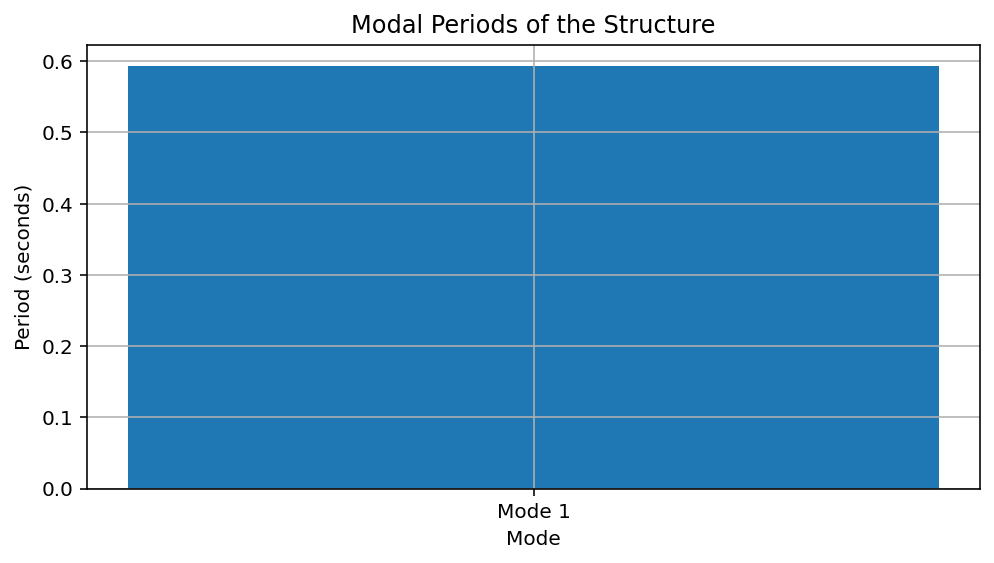 Modal Periods of the Structure
Period (seconds)
0.6
0.5
0.4
0.3
0.2
0.1
0.0
Mode 1
Mode